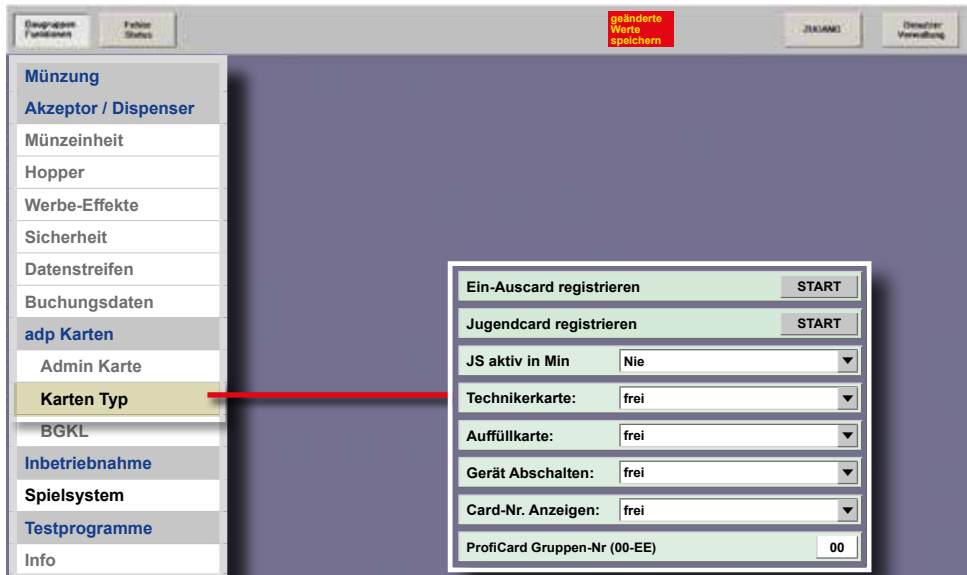 Baugruppen
Funktionen
Fehler
Status
geänderte
Werte
speichern
ZUGANG
Benutzer
Verwaltung
Münzung
Akzeptor / Dispenser
Münzeinheit
Hopper
Werbe-Effekte
Sicherheit
Datenstreifen
Buchungsdaten
adp Karten
Admin Karte
Karten Typ
BGKL
Inbetriebnahme
Spielsystem
Testprogramme
Info
Ein-Auscard registrieren START
Jugendcard registrieren START
JS aktiv in Min Nie
Technikerkarte: frei
Auffüllkarte: frei
Gerät Abschalten: frei
Card-Nr. Anzeigen: frei
ProfiCard Gruppen-Nr (00-EE) 00